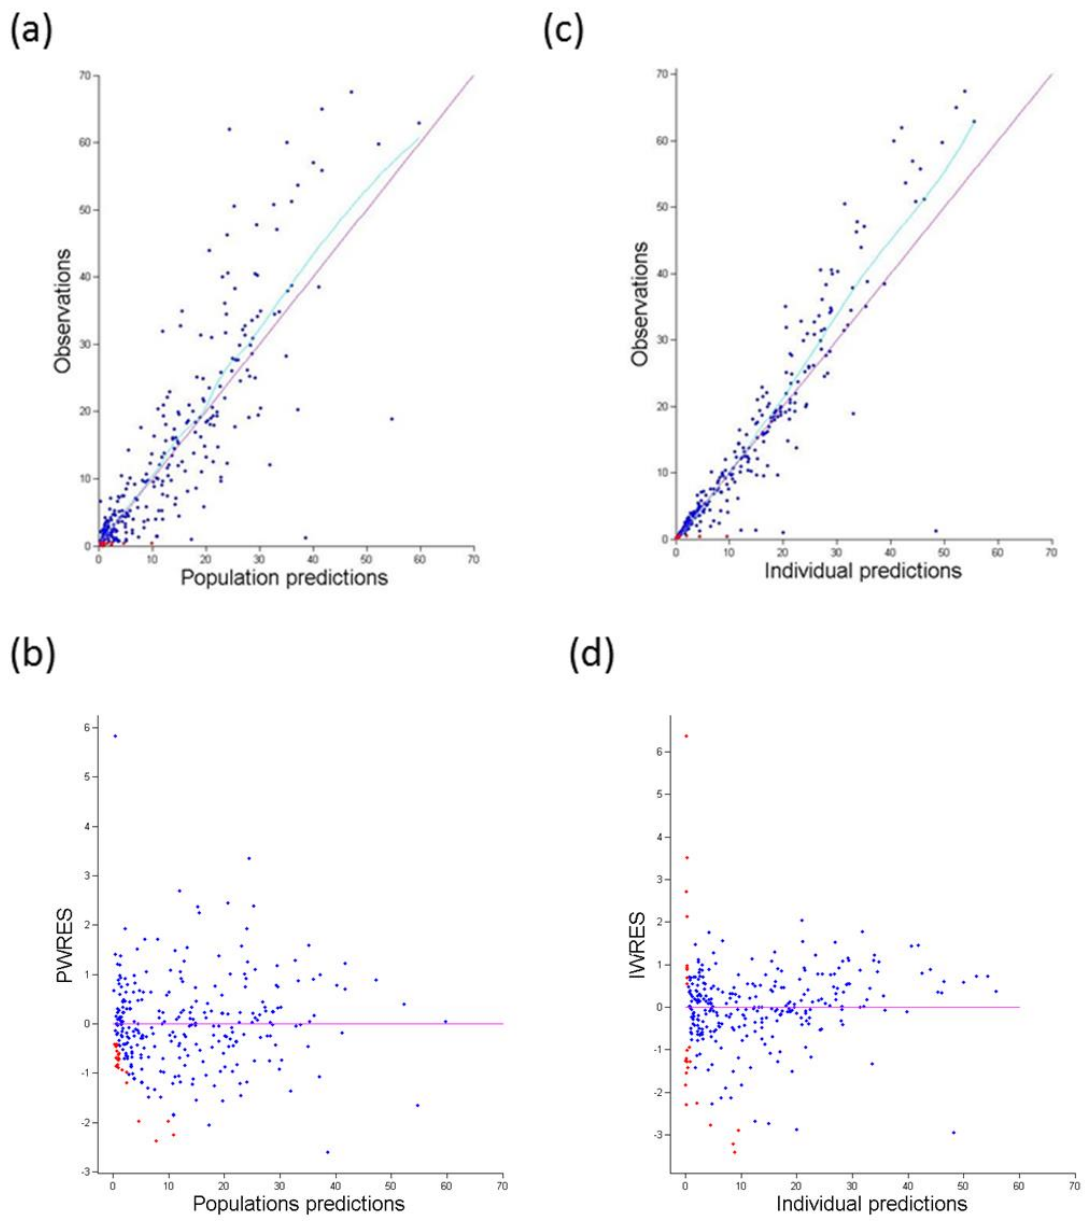 (a)
(c)
70
60
50
40
30
20
10
0
Observations
0 10 20 30 40 50 60 70
Population predictions
70
60
50
40
30
20
10
0
Observations
0 10 20 30 40 50 60 70
Individual predictions
(b)
(d)
6
5
4
3
2
1
0
-1
-2
-3
PWRES
0 10 20 30 40 50 60 70
Populations predictions
6
5
4
3
2
1
0
-1
-2
-3
IWRES
0 10 20 30 40 50 60 70
Individual predictions